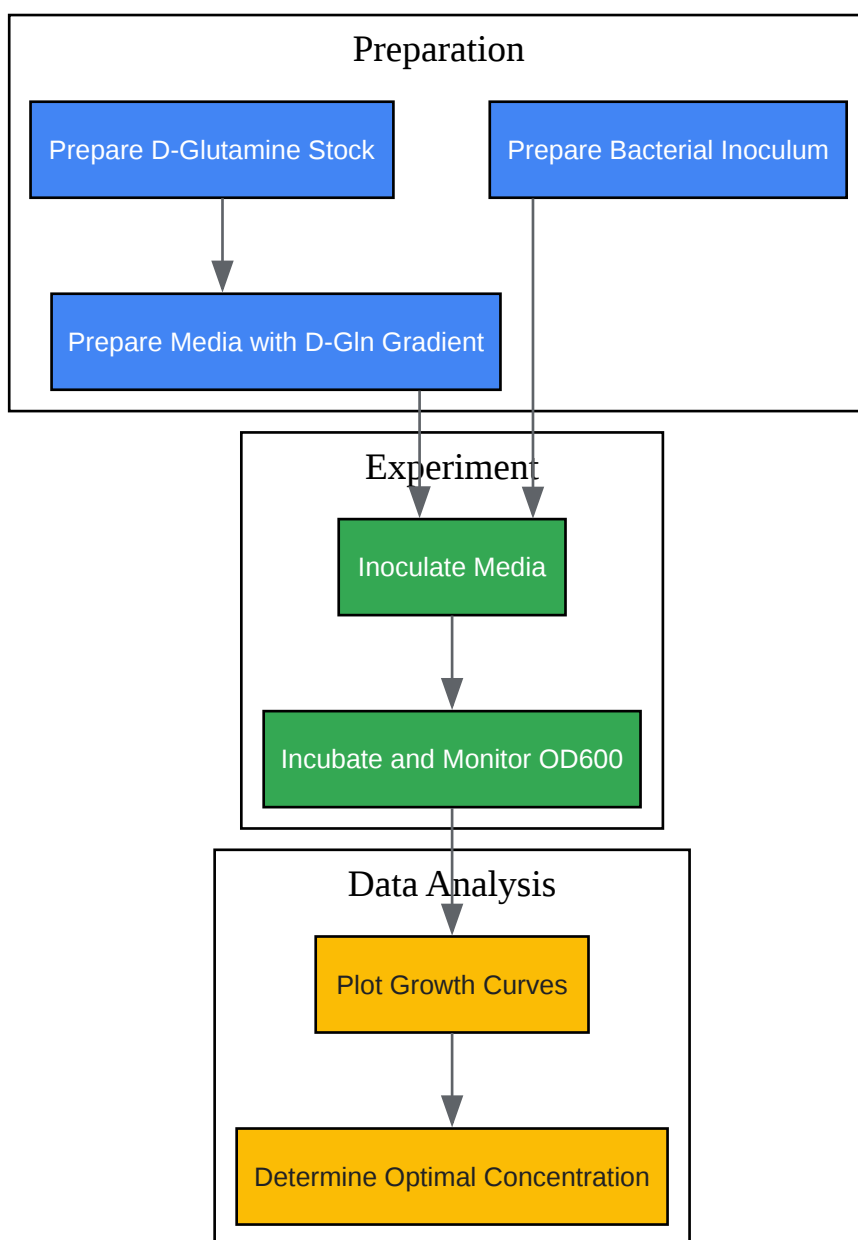 Preparation
Prepare D-Glutamine Stock
Prepare Bacterial Inoculum
Prepare Media with D-Gln Gradient
Experiment
Inoculate Media
Incubate and Monitor OD600
Data Analysis
Plot Growth Curves
Determine Optimal Concentration